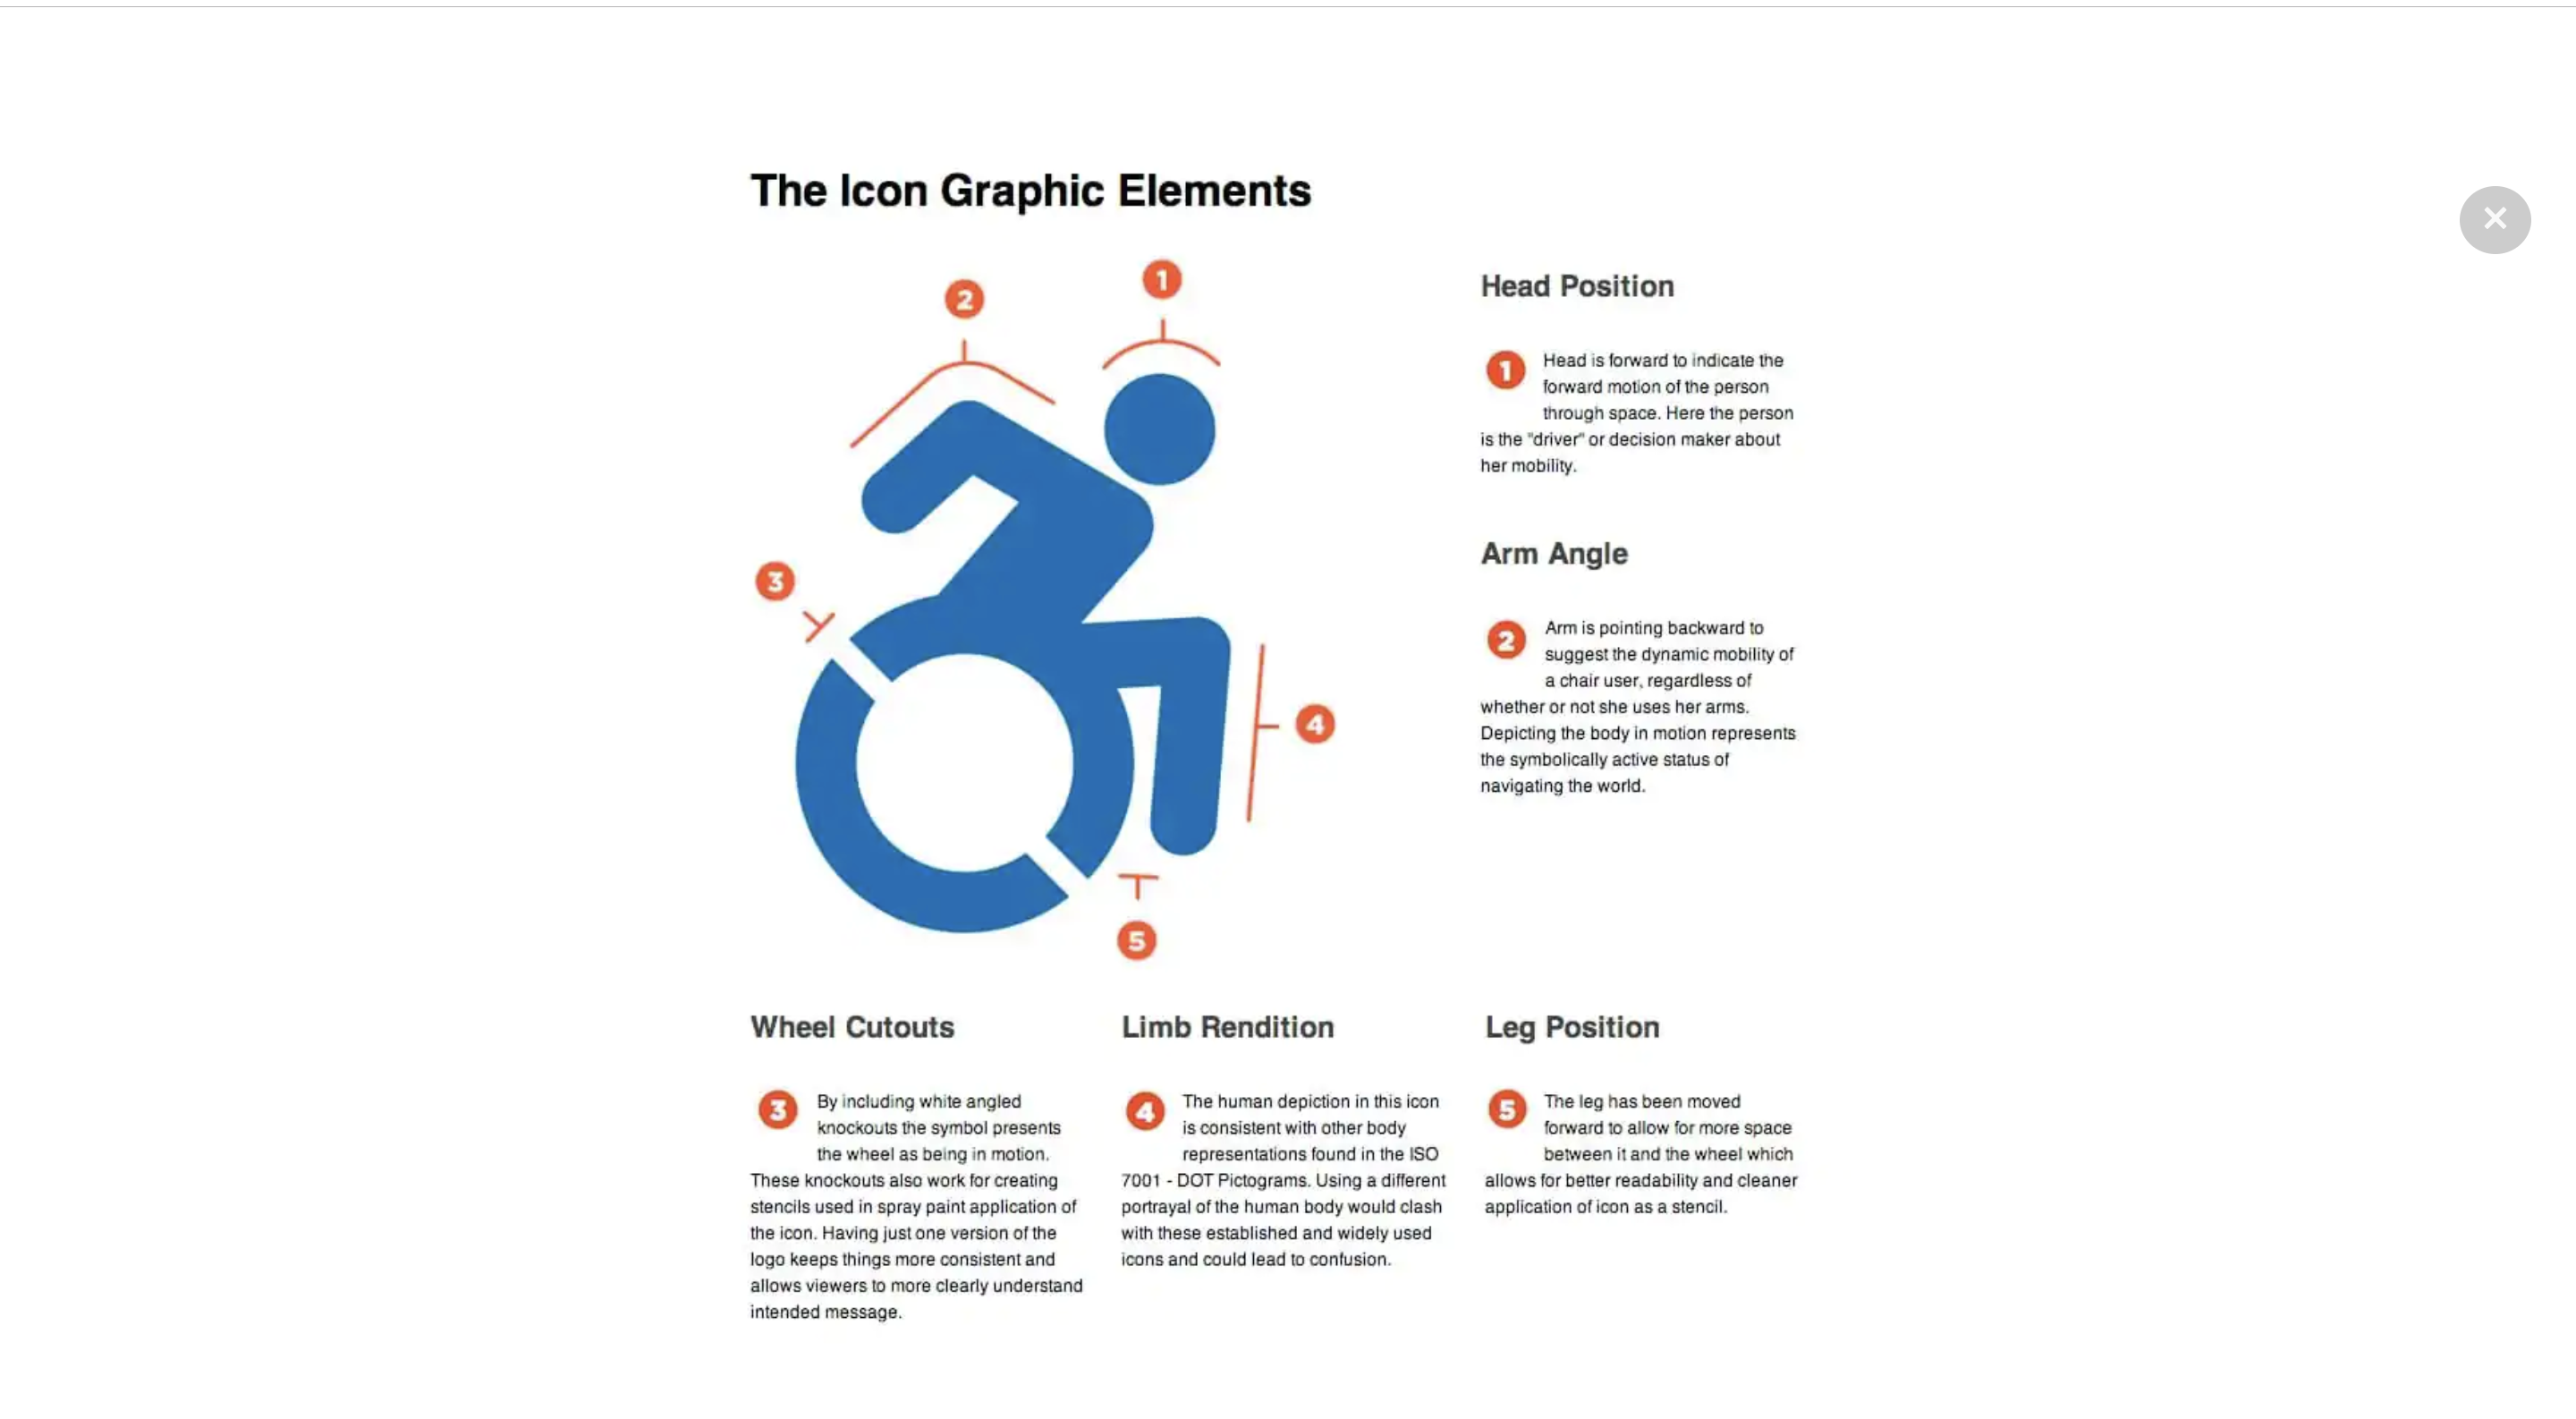 The Icon Graphic Elements
1
2
3
4
5
Head Position
1 Head is forward to indicate the
forward motion of the person
through space. Here the person
is the "driver" or decision maker about
her mobility.
Arm Angle
2 Arm is pointing backward to
suggest the dynamic mobility of
a chair user, regardless of
whether or not she uses her arms.
Depicting the body in motion represents
the symbolically active status of
navigating the world.
Wheel Cutouts
3 By including white angled
knockouts the symbol presents
the wheel as being in motion.
These knockouts also work for creating
stencils used in spray paint application of
the icon. Having just one version of the
logo keeps things more consistent and
allows viewers to more clearly understand
intended message.
Limb Rendition
4 The human depiction in this icon
is consistent with other body
representations found in the ISO
7001 - DOT Pictograms. Using a different
portrayal of the human body would clash
with these established and widely used
icons and could lead to confusion.
Leg Position
5 The leg has been moved
forward to allow for more space
between it and the wheel which
allows for better readability and cleaner
application of icon as a stencil.